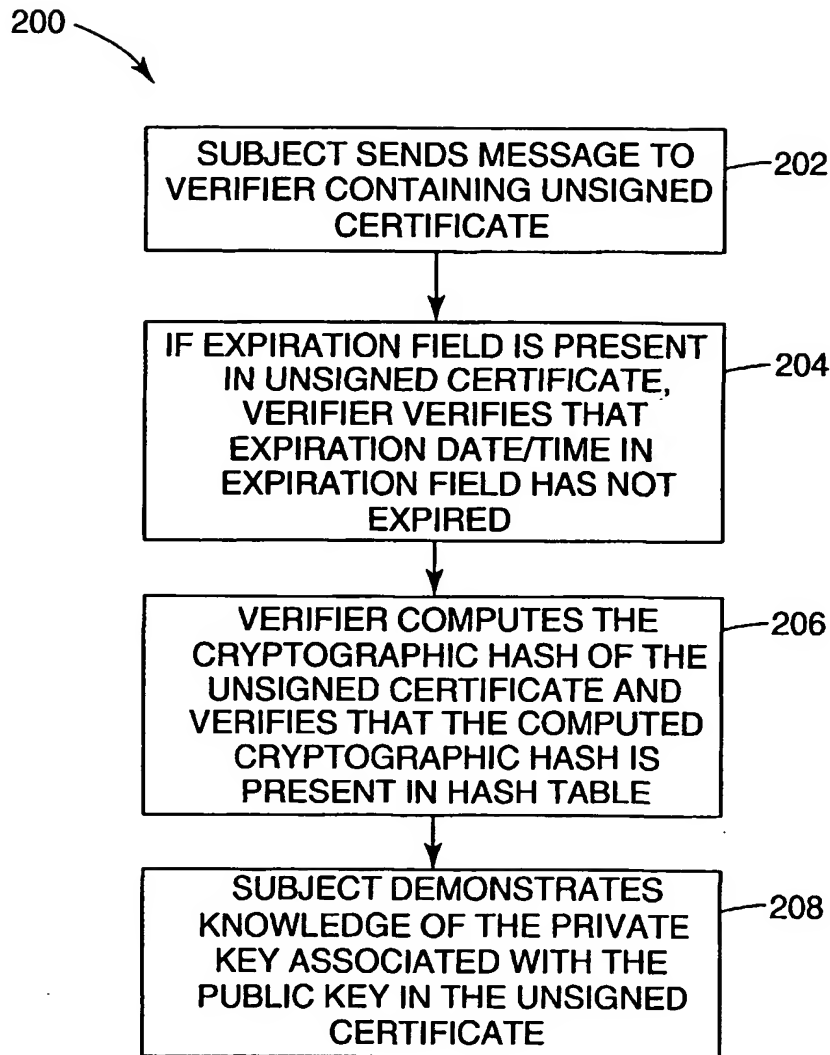 200
SUBJECT SENDS MESSAGE TO
VERIFIER CONTAINING UNSIGNED
CERTIFICATE
202
IF EXPIRATION FIELD IS PRESENT
IN UNSIGNED CERTIFICATE,
VERIFIER VERIFIES THAT
EXPIRATION DATE/TIME IN
EXPIRATION FIELD HAS NOT
EXPIRED
204
VERIFIER COMPUTES THE
CRYPTOGRAPHIC HASH OF THE
UNSIGNED CERTIFICATE AND
VERIFIES THAT THE COMPUTED
CRYPTOGRAPHIC HASH IS
PRESENT IN HASH TABLE
206
SUBJECT DEMONSTRATES
KNOWLEDGE OF THE PRIVATE
KEY ASSOCIATED WITH THE
PUBLIC KEY IN THE UNSIGNED
CERTIFICATE
208